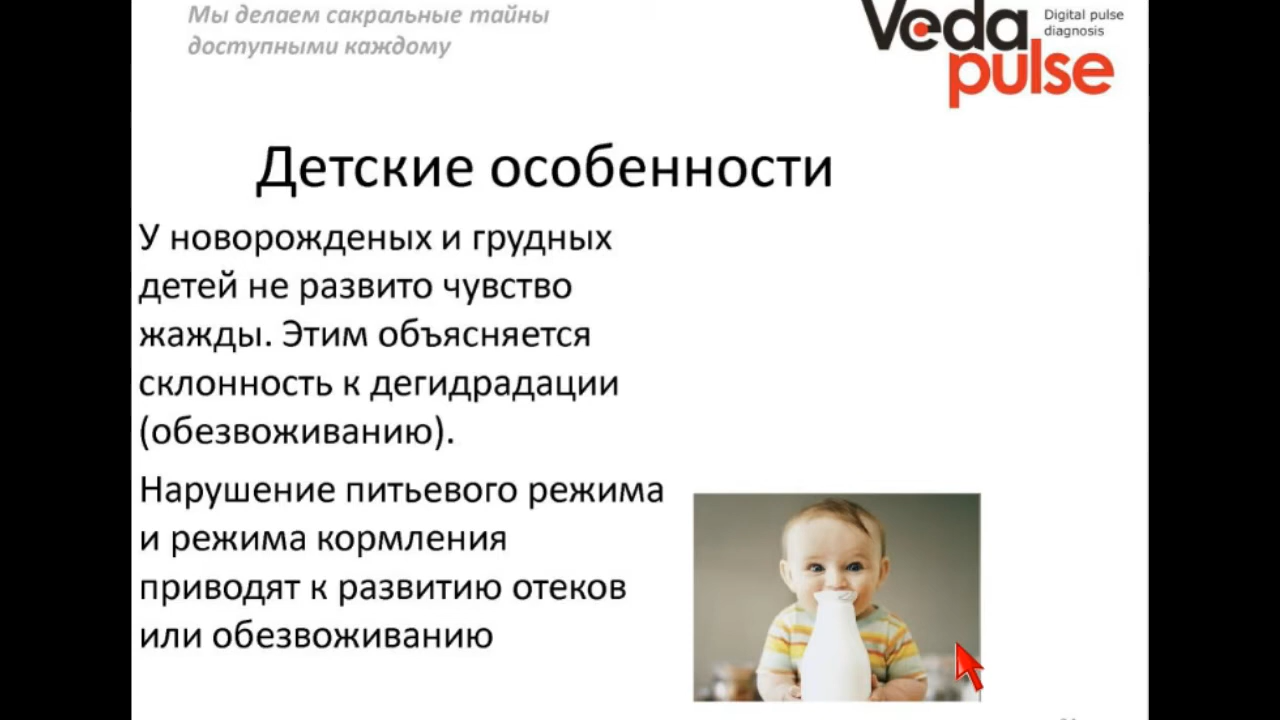 Мы делаем сакральные тайны
доступными каждому
Veda
pulse
Digital pulse
diagnosis
Детские особенности
У новорожденых и грудных
детей не развито чувство
жажды. Этим объясняется
склонность к дегидрадации
(обезвоживанию).
Нарушение питьевого режима
и режима кормления
приводят к развитию отеков
или обезвоживанию